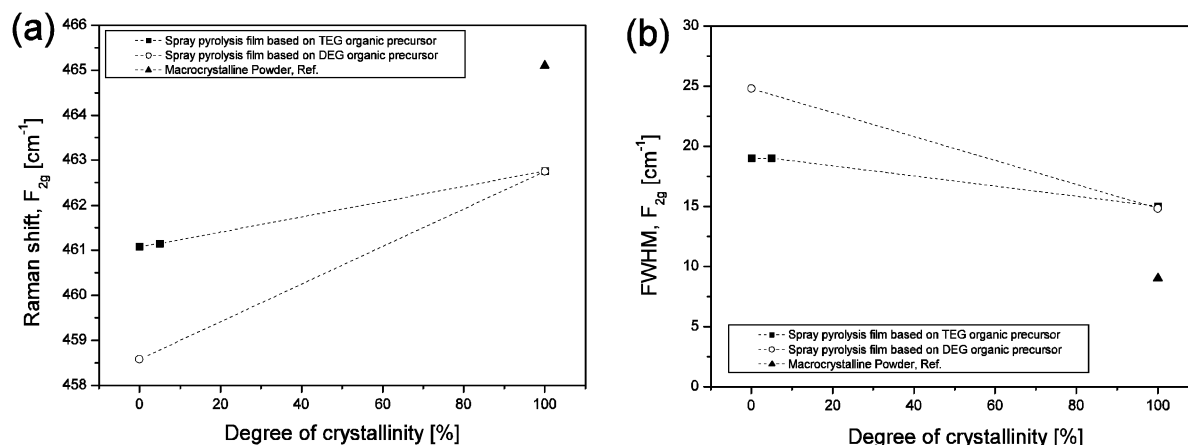 (a)
466
465
464
463
462
461
460
459
458
Raman shift, F2g [cm-1]
Spray pyrolysis film based on TEG organic precursor
Spray pyrolysis film based on DEG organic precursor
Macrocrystalline Powder, Ref.
0
20
40
60
80
100
Degree of crystallinity [%]
(b)
30
25
20
15
10
5
0
FWHM, F2g [cm-1]
Spray pyrolysis film based on TEG organic precursor
Spray pyrolysis film based on DEG organic precursor
Macrocrystalline Powder, Ref.
0
20
40
60
80
100
Degree of crystallinity [%]